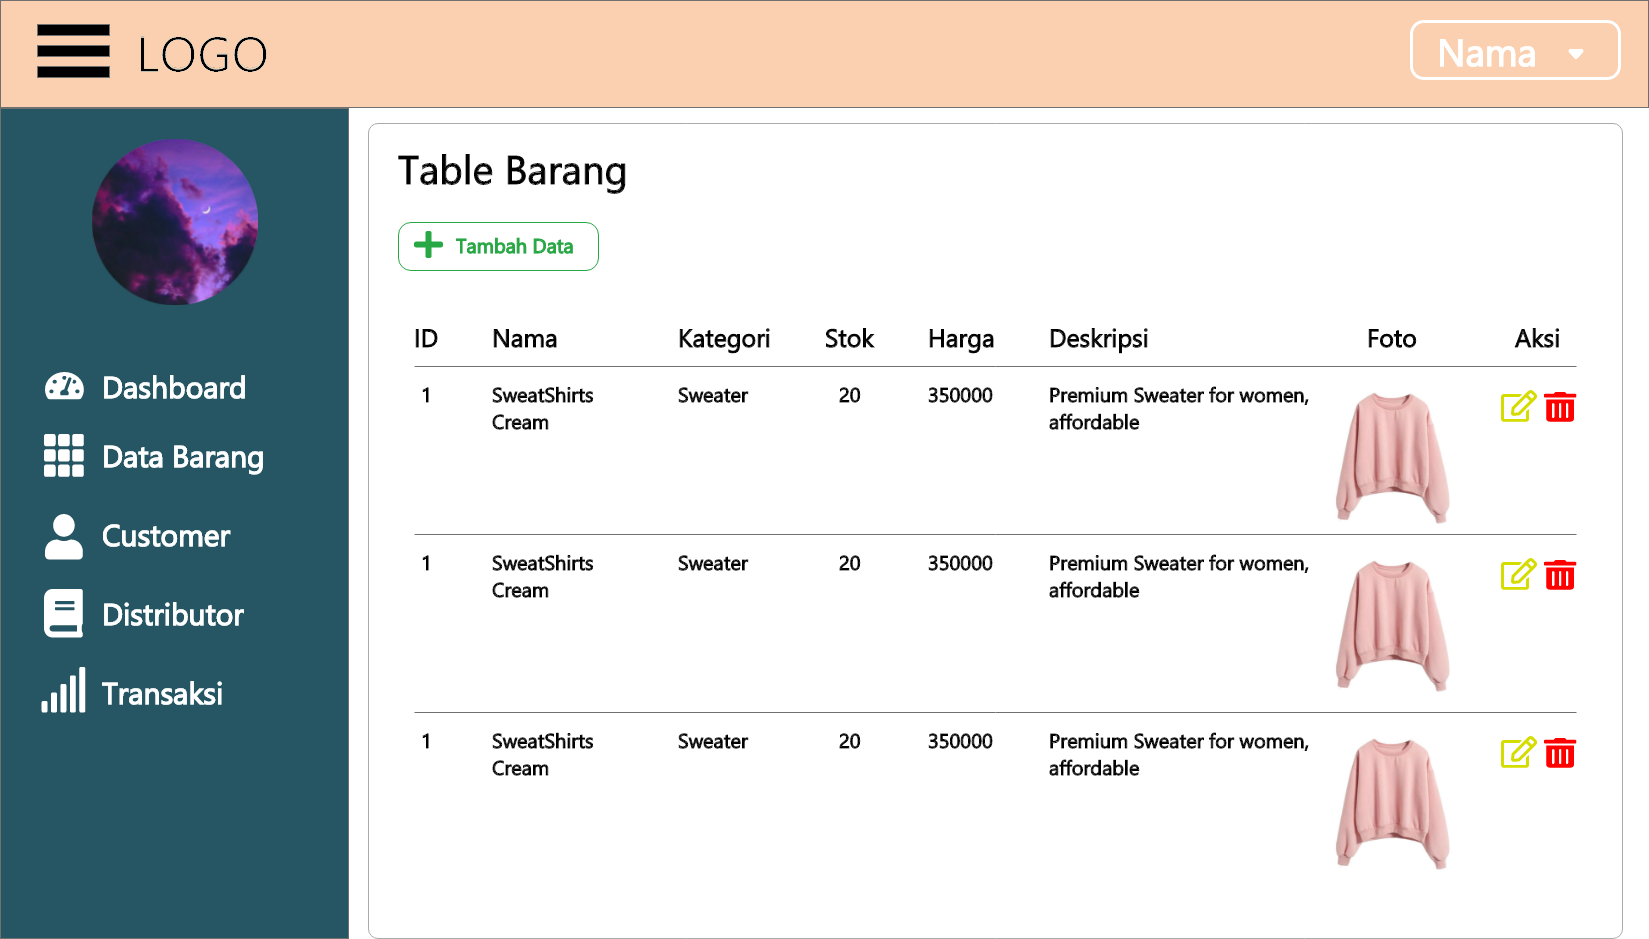 LOGO
Nama
Table Barang
Tambah Data
ID Nama Kategori Stok Harga Deskripsi Foto Aksi
1 SweatShirts Sweater 20 350000 Premium Sweater for women,
Cream affordable
1 SweatShirts Sweater 20 350000 Premium Sweater for women,
Cream affordable
1 SweatShirts Sweater 20 350000 Premium Sweater for women,
Cream affordable
Dashboard
Data Barang
Customer
Distributor
Transaksi